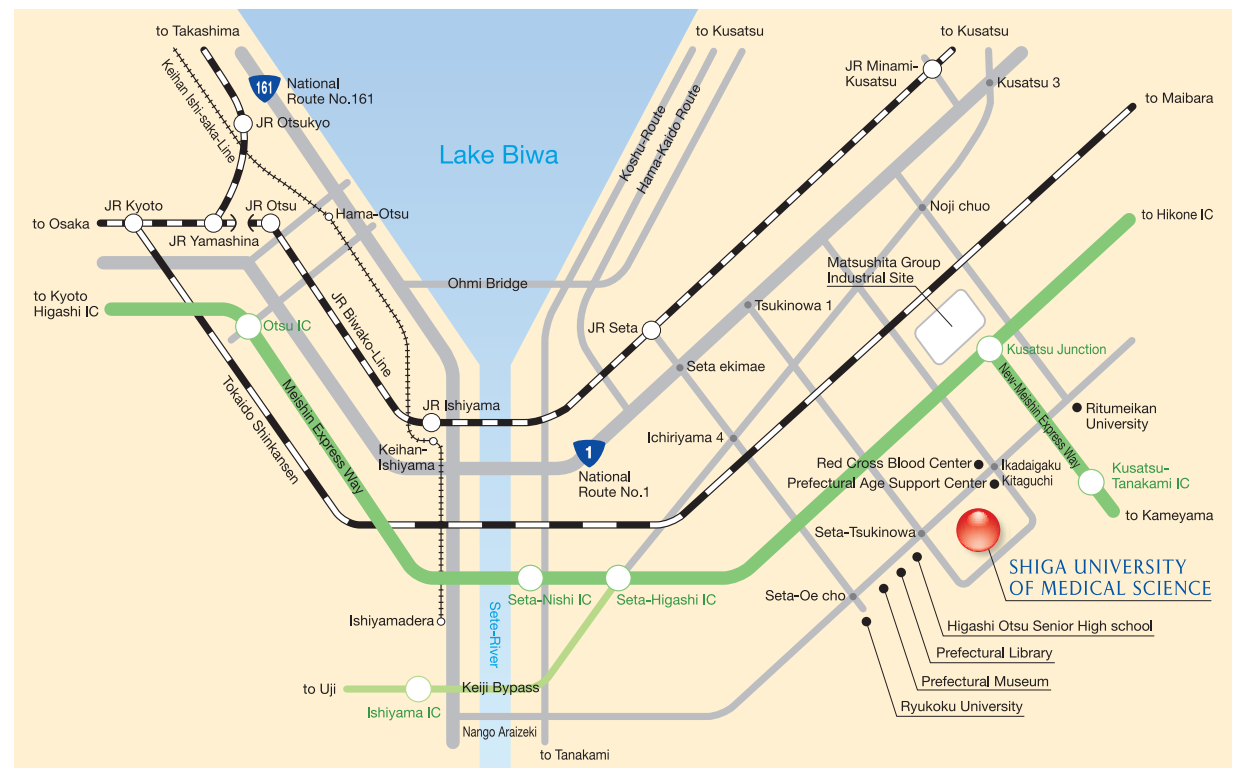 to Takashima
to Kusatsu
to Kusatsu
JR Minami-
Kusatsu
Kusatsu 3
to Maibara
161
National
Route No.161
Keihan Ishi-saka-Line
JR Otsukyo
Lake Biwa
Koshu-Route
Hama-Kaido Route
JR Kyoto
JR Otsu
Hama-Otsu
Noji chuo
to Osaka
JR Yamashina
to Hikone IC
Matsushita Group
Industrial Site
Ohmi Bridge
to Kyoto
Higashi IC
Otsu IC
JR Biwako-Line
Tsukinowa 1
JR Seta
Kusatsu Junction
Seta ekimae
Tokaido Shinkansen
Meishin Express Way
New-Meishin Express Way
JR Ishiyama
Ritumeikan
University
Keihan-
Ishiyama
Ichiriyama 4
1
National
Route No.1
Red Cross Blood Center
Ikadaigaku
Kitaguchi
Prefectural Age Support Center
Kusatsu-
Tanakami IC
to Kameyama
Seta-Tsukinowa
SHIGA UNIVERSITY
OF MEDICAL SCIENCE
Seta-Nishi IC
Seta-Higashi IC
Seta-Oe cho
Sete-River
Ishiyamadera
Higashi Otsu Senior High school
Prefectural Library
Prefectural Museum
Ryukoku University
to Uji
Keiji Bypass
Ishiyama IC
Nango Araizeki
to Tanakami